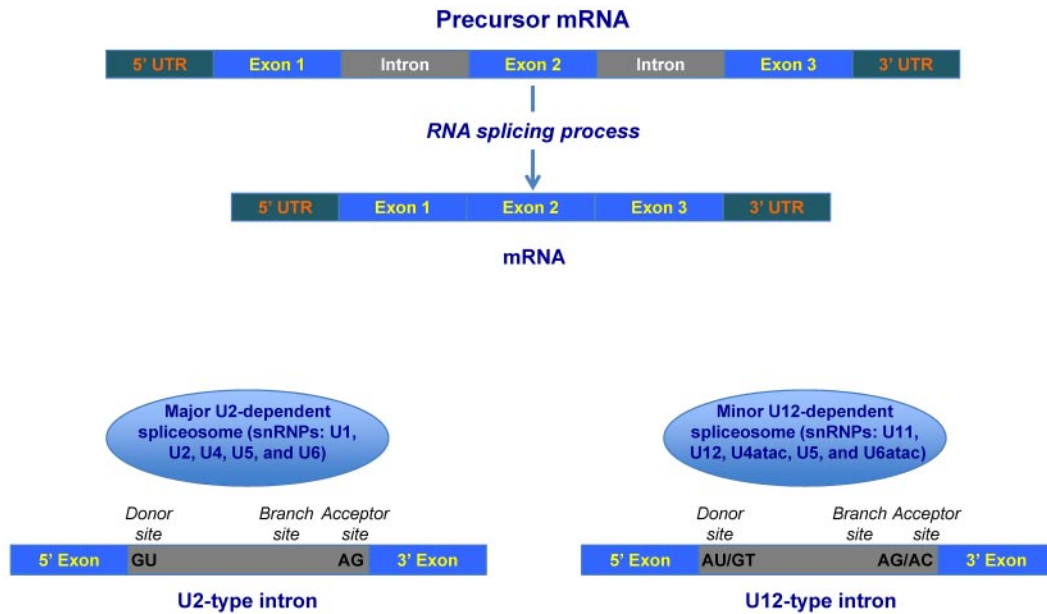 Precursor mRNA
5’ UTR Exon 1 Intron Exon 2 Intron Exon 3 3’ UTR
RNA splicing process
5’ UTR Exon 1 Exon 2 Exon 3 3’ UTR
mRNA
Major U2-dependent
spliceosome (snRNPs: U1,
U2, U4, U5, and U6)
Donor
site
Branch
site
Acceptor
site
5’ Exon GU AG 3’ Exon
U2-type intron
Minor U12-dependent
spliceosome (snRNPs: U11,
U12, U4atac, U5, and U6atac)
Donor
site
Branch
site
Acceptor
site
5’ Exon AU/GT AG/AC 3’ Exon
U12-type intron